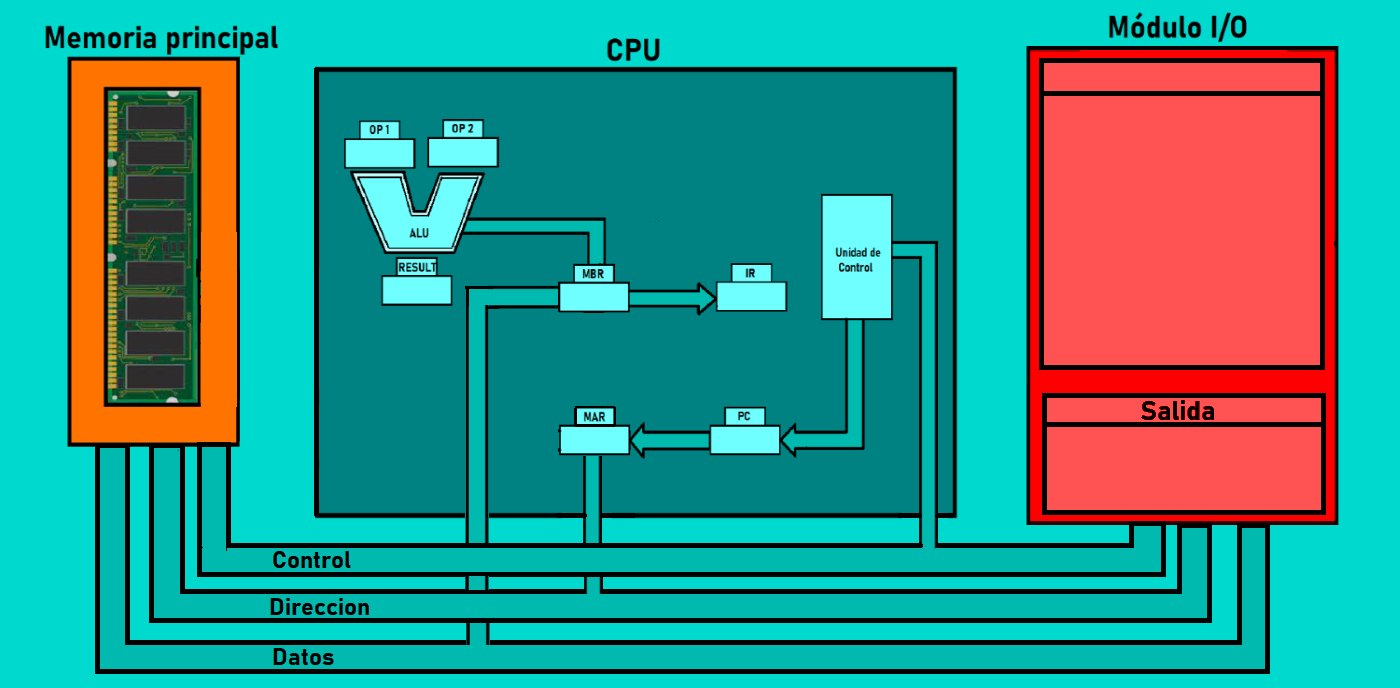 Memoria principal
CPU
Módulo I/O
OP 1
OP 2
ALU
RESULT
MBR
IR
Unidad de
Control
MAR
PC
Salida
Control
Direccion
Datos